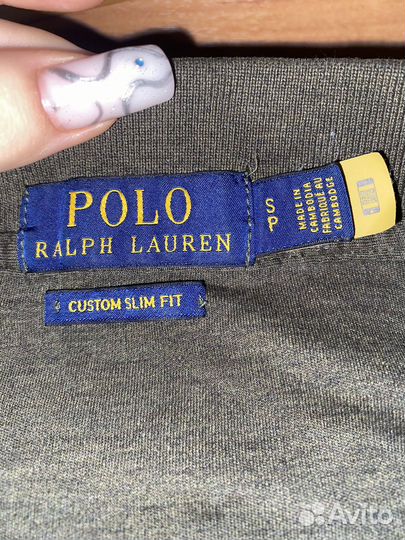 POLO
RALPH LAUREN
S
P
MADE IN
CAMBODIA
FABRIQUÉ AU
CAMBODGE
CUSTOM SLIM FIT
Avito